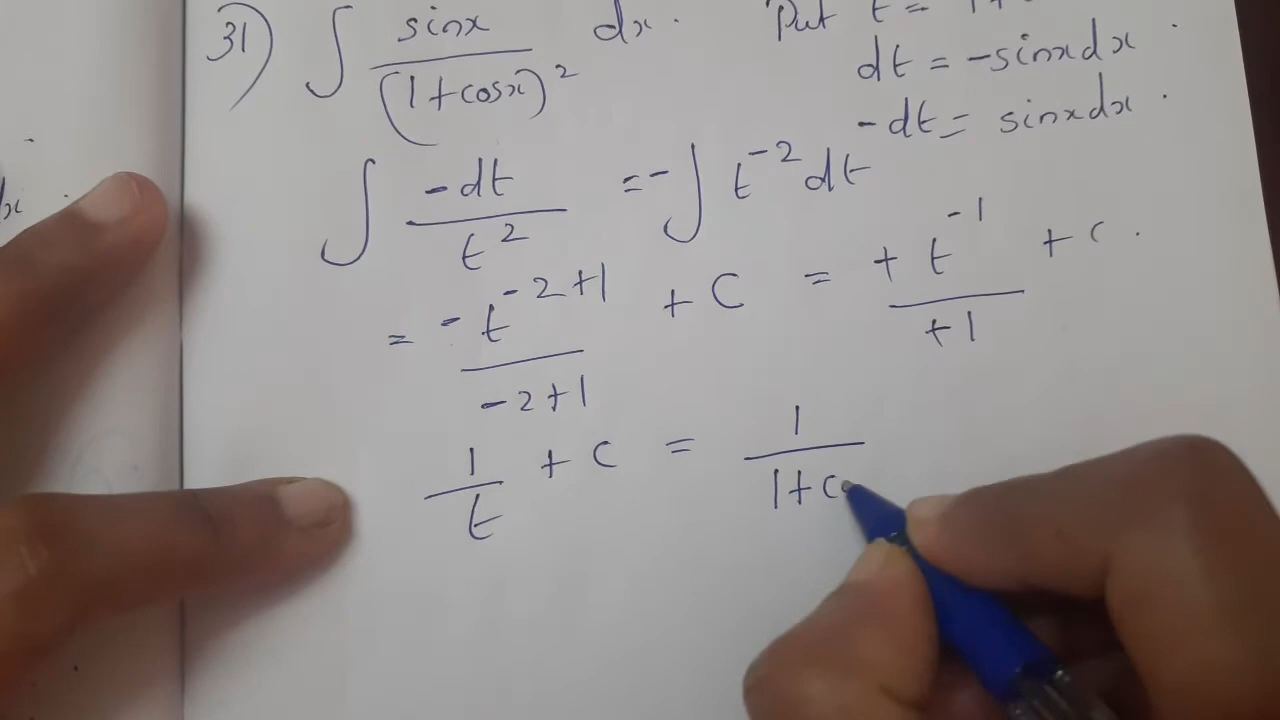 31) ∫ sinx / (1+cosx)² dx. Put t = 1+
dt = -sinxdx.
-dt = sinxdx.
∫ -dt / t² = -∫ t⁻² dt
= -t⁻²⁺¹ / -2+1 + C = + t⁻¹ / +1 + c.
1 / t + C = 1 / 1+co